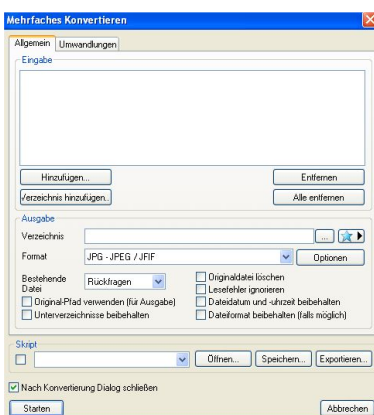 Mehrfaches Konvertieren
Allgemein Umwandlungen
Eingabe
Hinzufügen... Entfernen
Verzeichnis hinzufügen.. Alle entfernen
Ausgabe
Verzeichnis ...
Format JPG - JPEG / JFIF Optionen
Bestehende Datei Rückfragen
Originaldatei löschen
Lesefehler ignorieren
Original-Pfad verwenden (für Ausgabe) Dateidatum und -uhrzeit beibehalten
Unterverzeichnisse beibehalten Dateiformat beibehalten (falls möglich)
Skript
Öffnen... Speichern... Exportieren...
Nach Konvertierung Dialog schließen
Starten Abbrechen